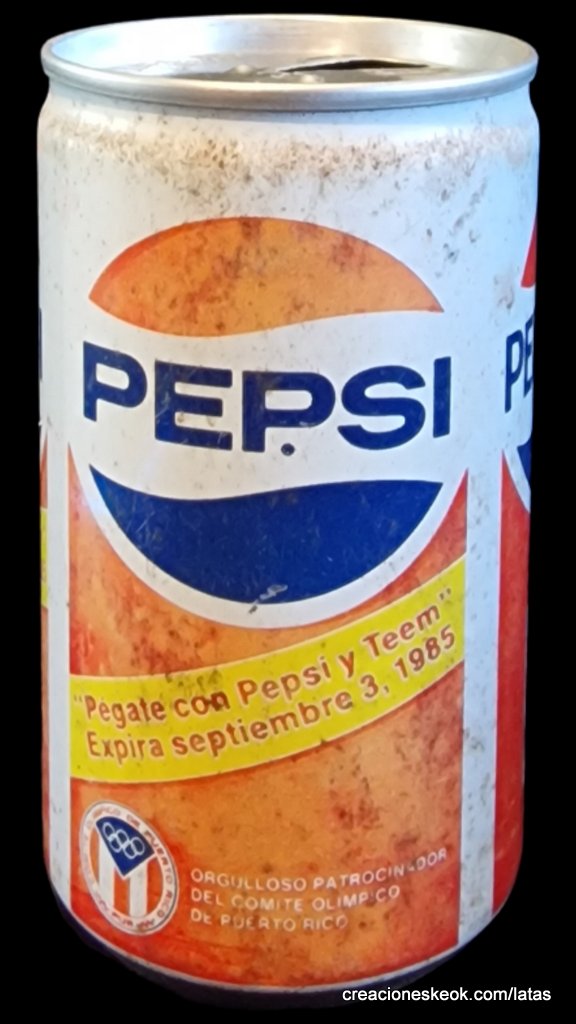 PEPSI
PE
"Pegate con Pepsi y Teem"
Expira septiembre 3, 1985
ORGULLOSO PATROCINADOR
DEL COMITE OLIMPICO
DE PUERTO RICO
creacioneskeok.com/latas